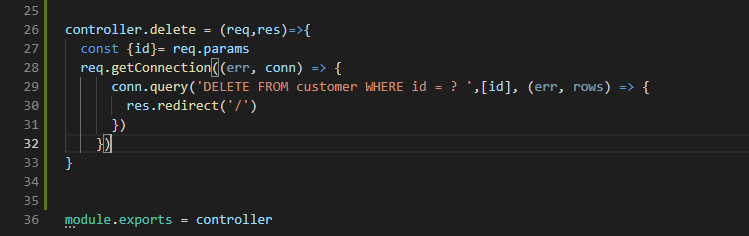 25
26 controller.delete = (req,res)=>{
27 const {id}= req.params
28 req.getConnection((err, conn) => {
29 conn.query('DELETE FROM customer WHERE id = ? ',[id], (err, rows) => {
30 res.redirect('/')
31 })
32 })
33 }
34
35
36 module.exports = controller